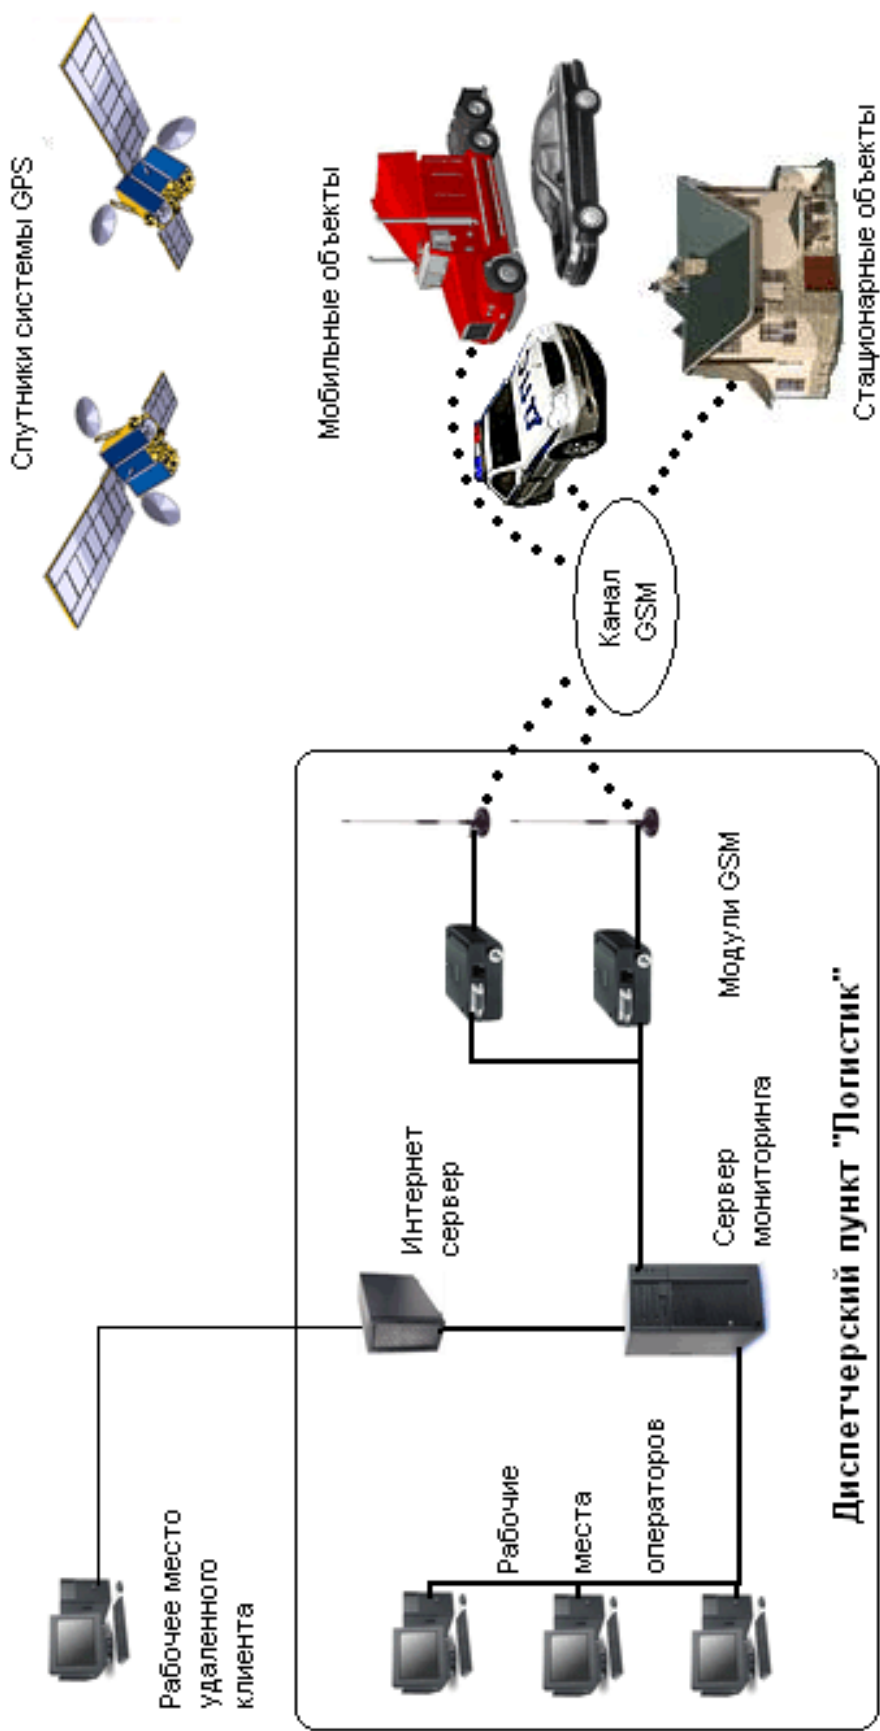 Спутники системы GPS
Рабочее место
удаленного
клиента
Мобильные объекты
Интернет
сервер
Рабочие
места
операторов
Канал
GSM
Сервер
мониторинга
Модули GSM
Стационарные объекты
Диспетчерский пункт "Логистик"